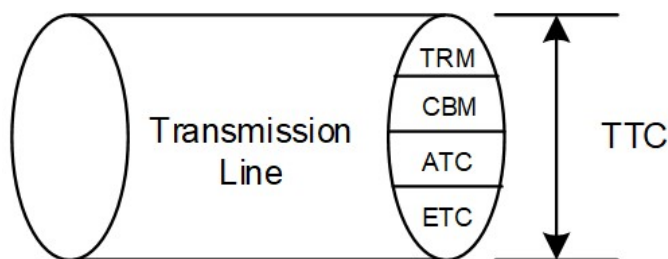 TRM
CBM
Transmission
Line
ATC
ETC
TTC